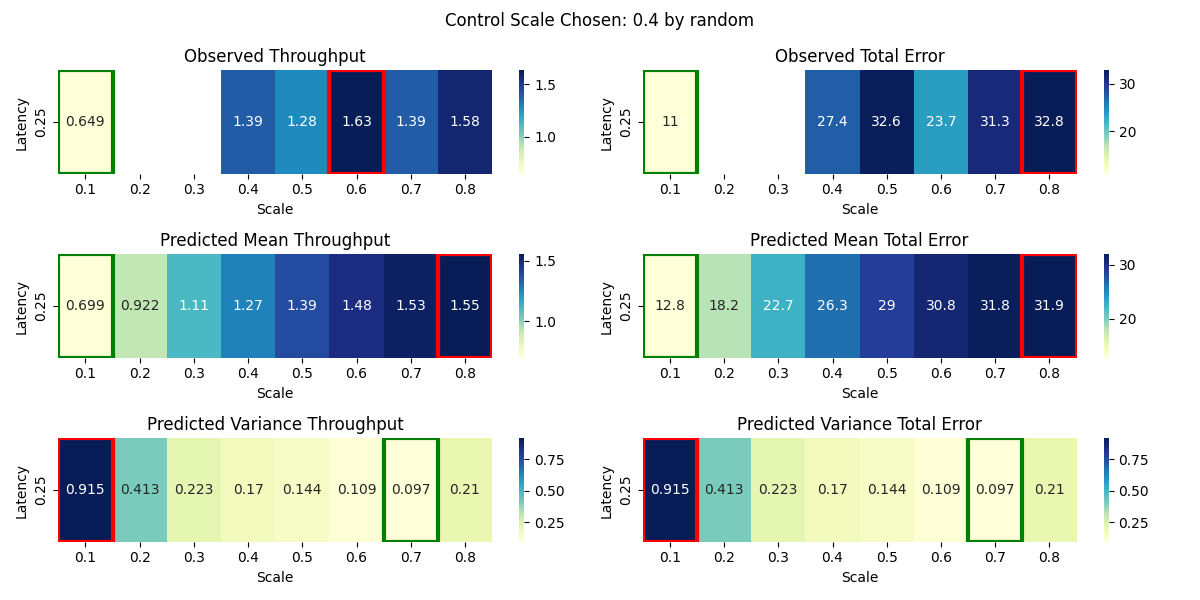 Control Scale Chosen: 0.4 by random
Observed Throughput
Latency
0.25
0.649 1.39 1.28 1.63 1.39 1.58
0.1 0.2 0.3 0.4 0.5 0.6 0.7 0.8
Scale
1.5
1.0
Observed Total Error
Latency
0.25
11 27.4 32.6 23.7 31.3 32.8
0.1 0.2 0.3 0.4 0.5 0.6 0.7 0.8
Scale
30
20
Predicted Mean Throughput
Latency
0.25
0.699 0.922 1.11 1.27 1.39 1.48 1.53 1.55
0.1 0.2 0.3 0.4 0.5 0.6 0.7 0.8
Scale
1.5
1.0
Predicted Mean Total Error
Latency
0.25
12.8 18.2 22.7 26.3 29 30.8 31.8 31.9
0.1 0.2 0.3 0.4 0.5 0.6 0.7 0.8
Scale
30
20
Predicted Variance Throughput
Latency
0.25
0.915 0.413 0.223 0.17 0.144 0.109 0.097 0.21
0.1 0.2 0.3 0.4 0.5 0.6 0.7 0.8
Scale
0.75
0.50
0.25
Predicted Variance Total Error
Latency
0.25
0.915 0.413 0.223 0.17 0.144 0.109 0.097 0.21
0.1 0.2 0.3 0.4 0.5 0.6 0.7 0.8
Scale
0.75
0.50
0.25